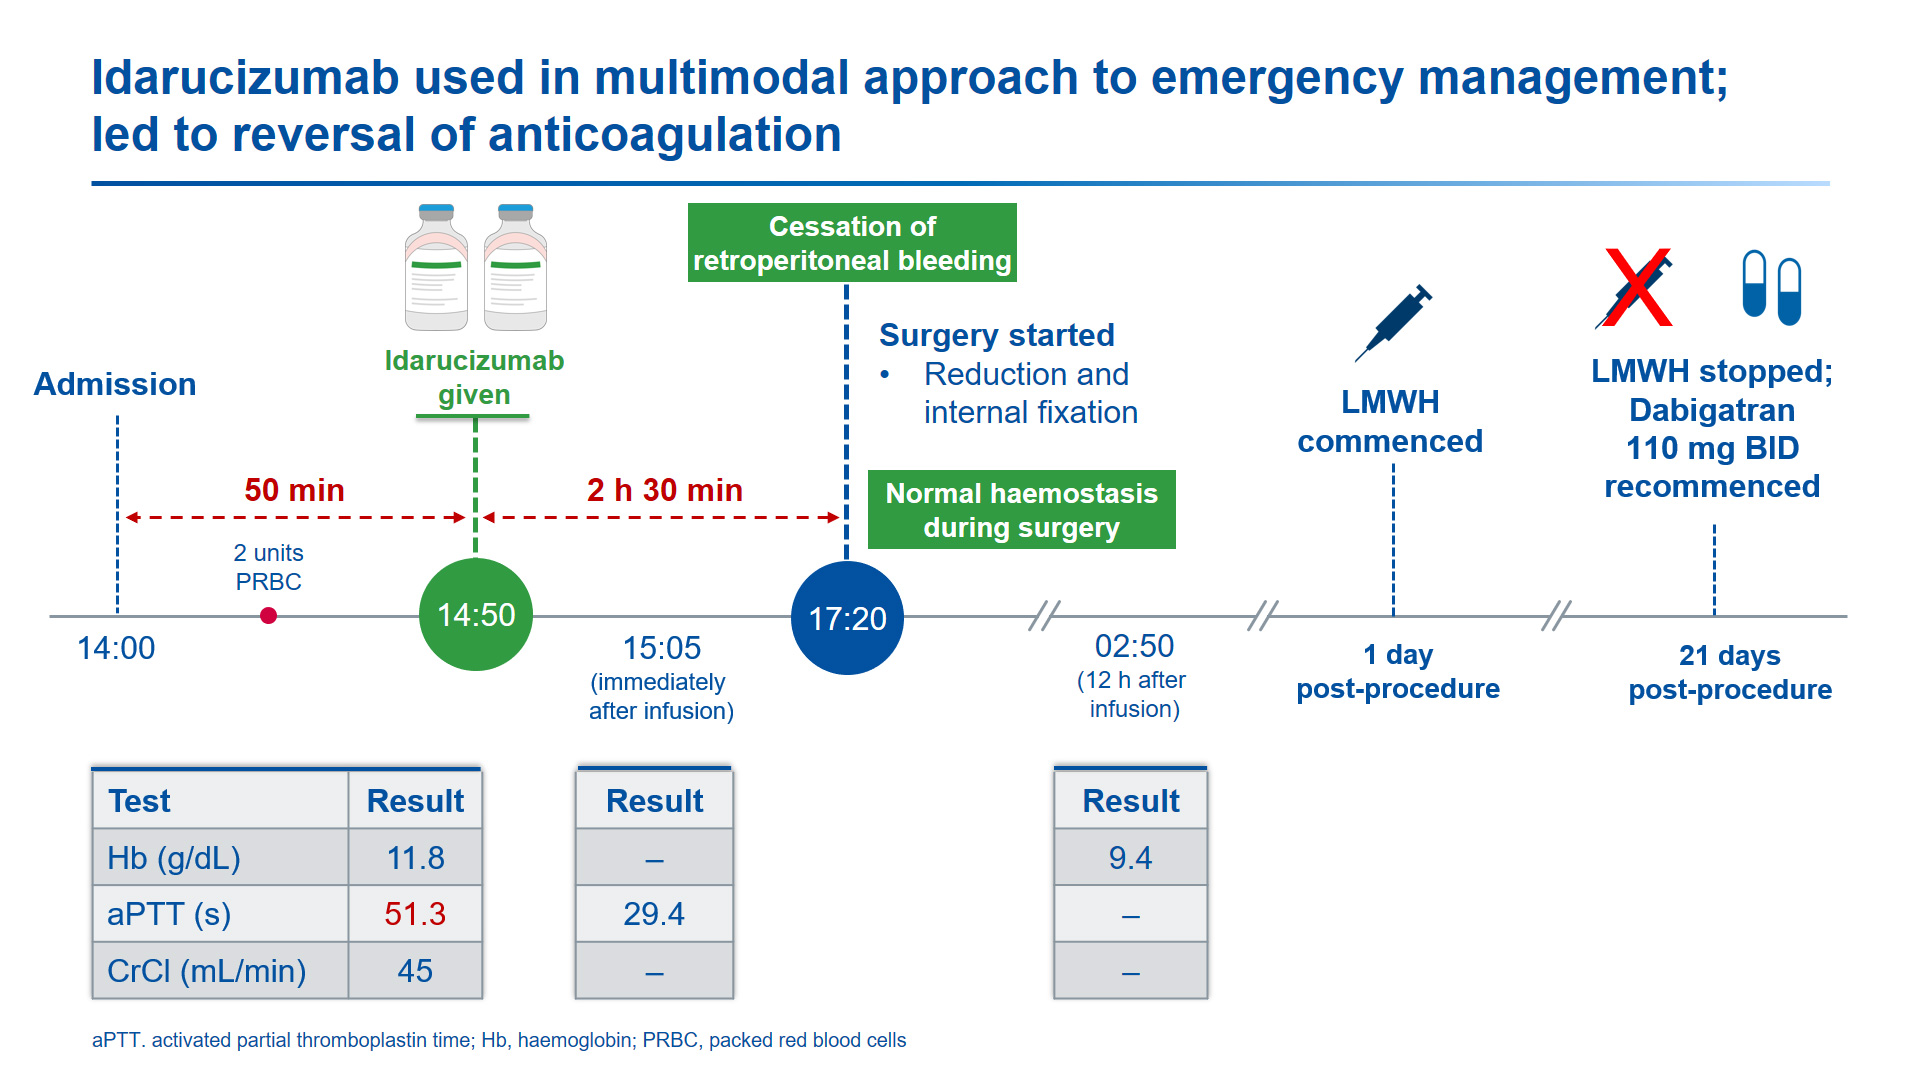 Idarucizumab used in multimodal approach to emergency management;
led to reversal of anticoagulation
Cessation of
retroperitoneal bleeding
Idarucizumab
given
Admission
Surgery started
• Reduction and
internal fixation
LMWH
commenced
LMWH stopped;
Dabigatran
110 mg BID
recommenced
50 min
2 h 30 min
Normal haemostasis
during surgery
2 units
PRBC
14:00
14:50
15:05
(immediately
after infusion)
17:20
02:50
(12 h after
infusion)
1 day
post-procedure
21 days
post-procedure
Test Result
Hb (g/dL) 11.8
aPTT (s) 51.3
CrCl (mL/min) 45
Result
–
29.4
–
Result
9.4
–
–
aPTT. activated partial thromboplastin time; Hb, haemoglobin; PRBC, packed red blood cells